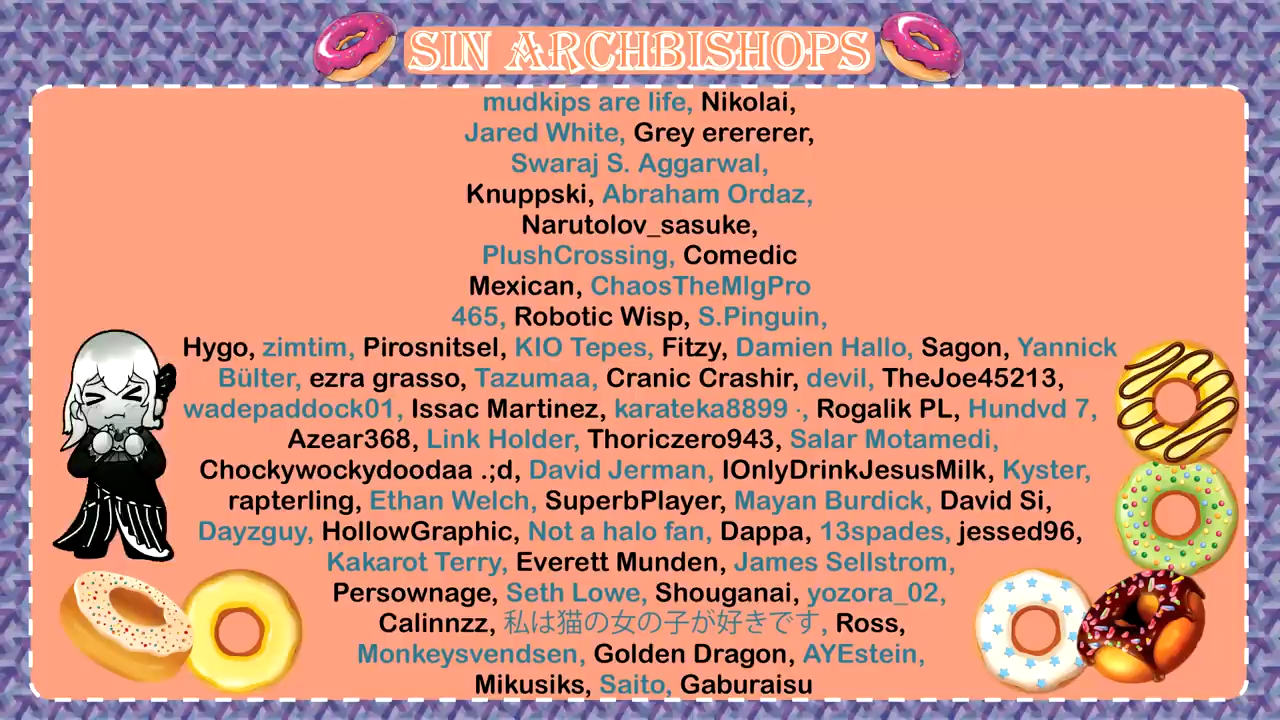 SIN ARCHBISHOPS
mudkips are life, Nikolai,
Jared White, Grey erererer,
Swaraj S. Aggarwal,
Knuppski, Abraham Ordaz,
Narutolov_sasuke,
PlushCrossing, Comedic
Mexican, ChaosTheMlgPro
465, Robotic Wisp, S.Pinguin,
Hygo, zimtim, Pirosnitsel, KIO Tepes, Fitzy, Damien Hallo, Sagon, Yannick
Bülter, ezra grasso, Tazumaa, Cranic Crashir, devil, TheJoe45213,
wadepaddock01, Issac Martinez, karateka8899 ·, Rogalik PL, Hundvd 7,
Azear368, Link Holder, Thoriczero943, Salar Motamedi,
Chockywockydoodaa .;d, David Jerman, IOnlyDrinkJesusMilk, Kyster,
rapterling, Ethan Welch, SuperbPlayer, Mayan Burdick, David Si,
Dayzguy, HollowGraphic, Not a halo fan, Dappa, 13spades, jessed96,
Kakarot Terry, Everett Munden, James Sellstrom,
Persownage, Seth Lowe, Shouganai, yozora_02,
Calinnzz, 私は猫の女の子が好きです, Ross,
Monkeysvendsen, Golden Dragon, AYEstein,
Mikusiks, Saito, Gaburaisu